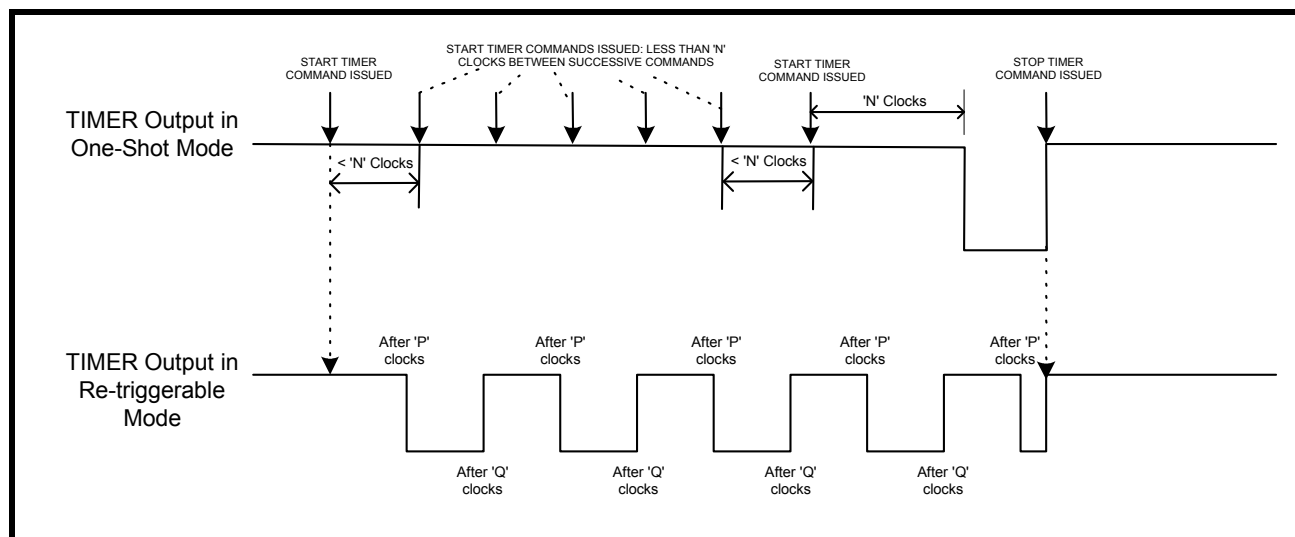 START TIMER
COMMAND ISSUED
START TIMER COMMANDS ISSUED: LESS THAN 'N'
CLOCKS BETWEEN SUCCESSIVE COMMANDS
START TIMER
COMMAND ISSUED
STOP TIMER
COMMAND ISSUED
'N' Clocks
TIMER Output in
One-Shot Mode
< 'N' Clocks
< 'N' Clocks
TIMER Output in
Re-triggerable
Mode
After 'P'
clocks
After 'P'
clocks
After 'P'
clocks
After 'P'
clocks
After 'P'
clocks
After 'Q'
clocks
After 'Q'
clocks
After 'Q'
clocks
After 'Q'
clocks